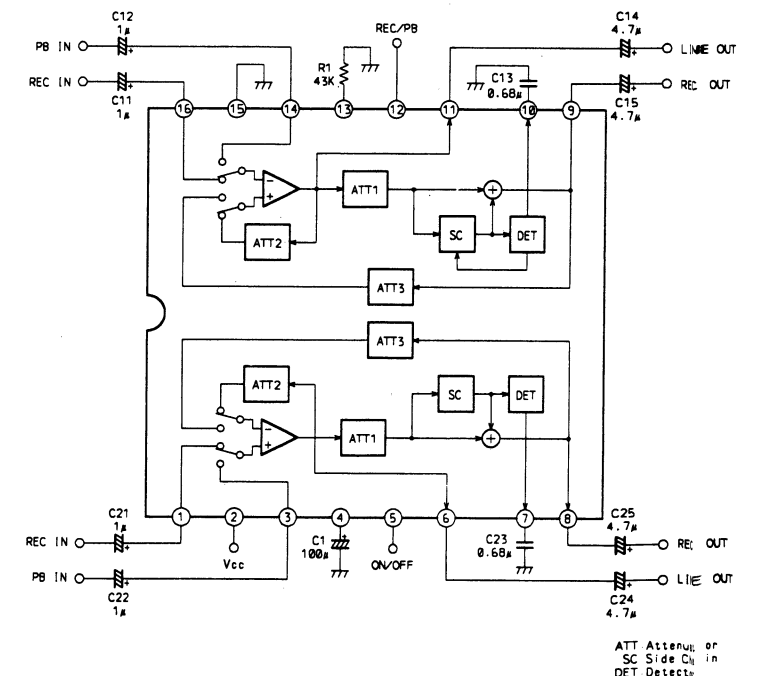 C12
1μ
PB IN
REC IN
C11
1μ
R1
43K
REC/PB
C13
0.68μ
C14
4.7μ
OUT
OUT
C15
4.7μ
16
15
14
13
12
11
10
9
-
+
ATT1
+
SC
DET
ATT2
ATT3
ATT3
ATT2
SC
DET
-
+
ATT1
+
1
2
3
4
5
6
7
8
C21
1μ
REC IN
PB IN
C22
1μ
Vcc
C1
100μ
+
ON/OFF
C23
0.68μ
C25
4.7μ
OUT
OUT
C24
4.7μ
ATT
SC Side
DET